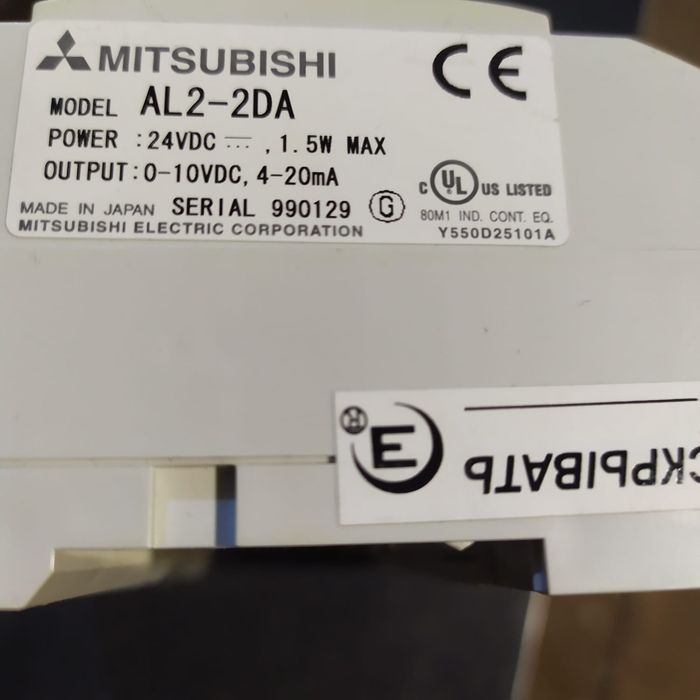 MITSUBISHI CE
MODEL AL2-2DA
POWER :24VDC ⎓ , 1.5W MAX
OUTPUT:0-10VDC, 4-20mA
C UL US LISTED
MADE IN JAPAN SERIAL 990129 G
80M1 IND. CONT. EQ.
MITSUBISHI ELECTRIC CORPORATION
Y550D25101A
СКРЫВАТЬ
Э